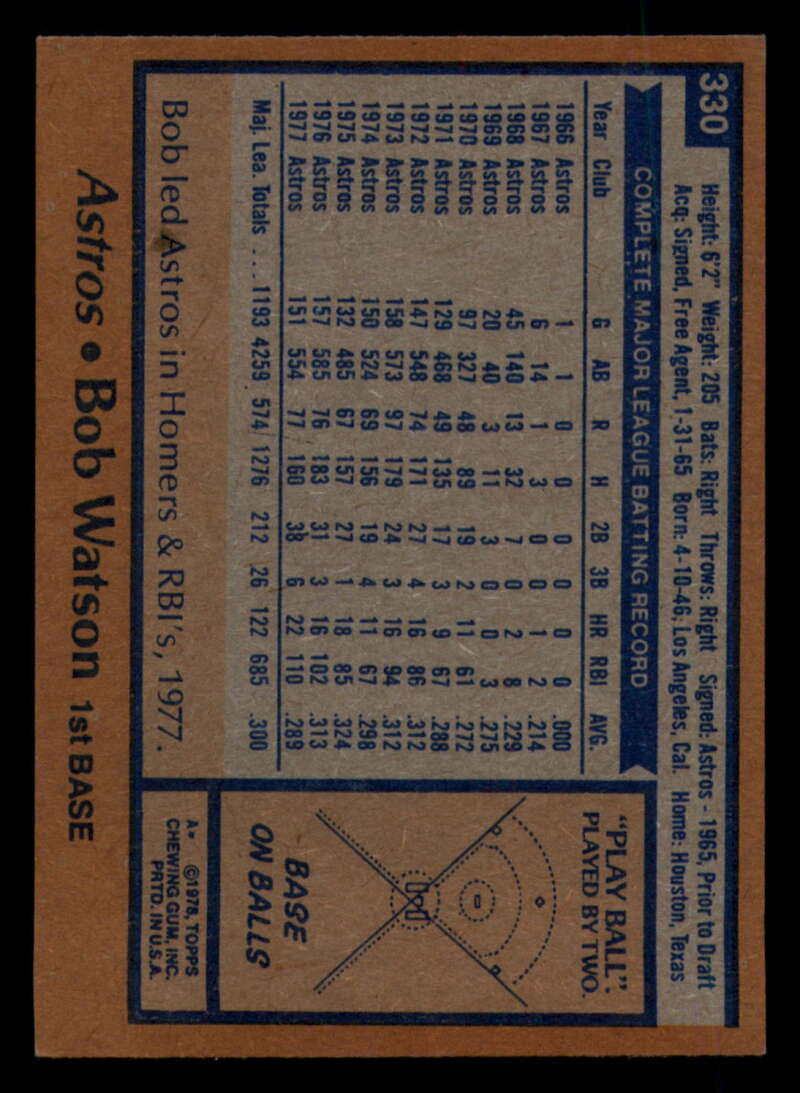 330
Height: 6'2" Weight: 205 Bats: Right Throws: Right Signed: Astros - 1965, Prior to Draft
Acq: Signed, Free Agent, 1-31-65 Born: 4-10-46, Los Angeles, Cal. Home: Houston, Texas
COMPLETE MAJOR LEAGUE BATTING RECORD
Year Club G AB R H 2B 3B HR RBI AVG.
1966 Astros 1 1 0 0 0 0 0 0 .000
1967 Astros 6 14 1 3 0 0 1 2 .214
1968 Astros 45 140 13 32 7 0 2 8 .229
1969 Astros 20 40 3 11 3 0 0 3 .275
1970 Astros 97 327 48 89 19 2 11 61 .272
1971 Astros 129 468 49 135 17 3 9 67 .288
1972 Astros 147 548 74 171 27 4 16 86 .312
1973 Astros 158 573 97 179 24 3 16 94 .312
1974 Astros 150 524 69 156 19 4 11 67 .298
1975 Astros 132 485 67 157 27 1 18 85 .324
1976 Astros 157 585 76 183 31 3 16 102 .313
1977 Astros 151 554 77 160 38 6 22 110 .289
Maj. Lea. Totals ... 1193 4259 574 1276 212 26 122 685 .300
Bob led Astros in Homers & RBI's, 1977.
"PLAY BALL":
PLAYED BY TWO.
BASE
ON BALLS
A* ©1978, TOPPS
CHEWING GUM, INC.
PRTD. IN U.S.A.
Astros • Bob Watson 1st BASE